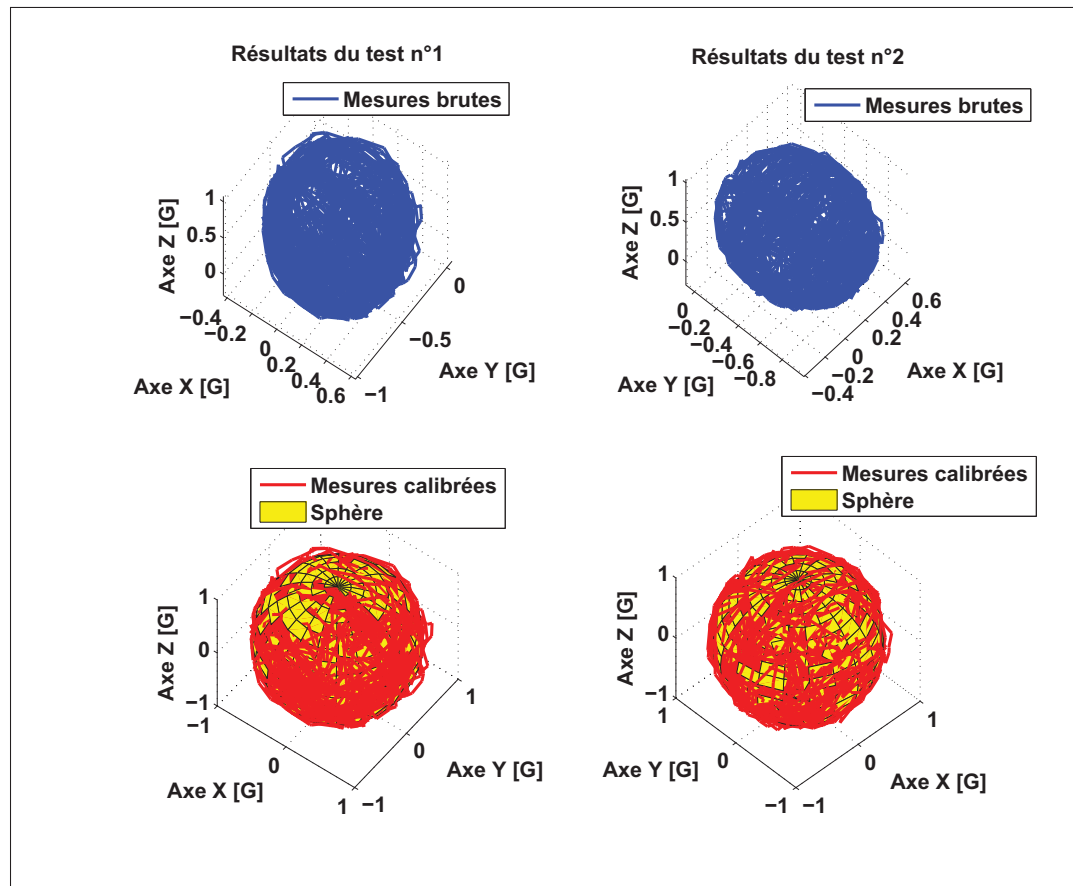 Résultats du test n°1
Mesures brutes
1
0.5
0
Axe Z [G]
−0.4
−0.2
0
0.2
0.4
0.6
Axe X [G]
−1
−0.5
0
Axe Y [G]
Résultats du test n°2
Mesures brutes
1
0.5
0
Axe Z [G]
0
−0.2
−0.4
−0.6
−0.8
Axe Y [G]
−0.4
−0.2
0
0.2
0.4
0.6
Axe X [G]
Mesures calibrées
Sphère
1
0
−1
Axe Z [G]
−1
0
1
Axe X [G]
−1
0
1
Axe Y [G]
Mesures calibrées
Sphère
1
0
−1
Axe Z [G]
1
0
−1
Axe Y [G]
−1
0
1
Axe X [G]